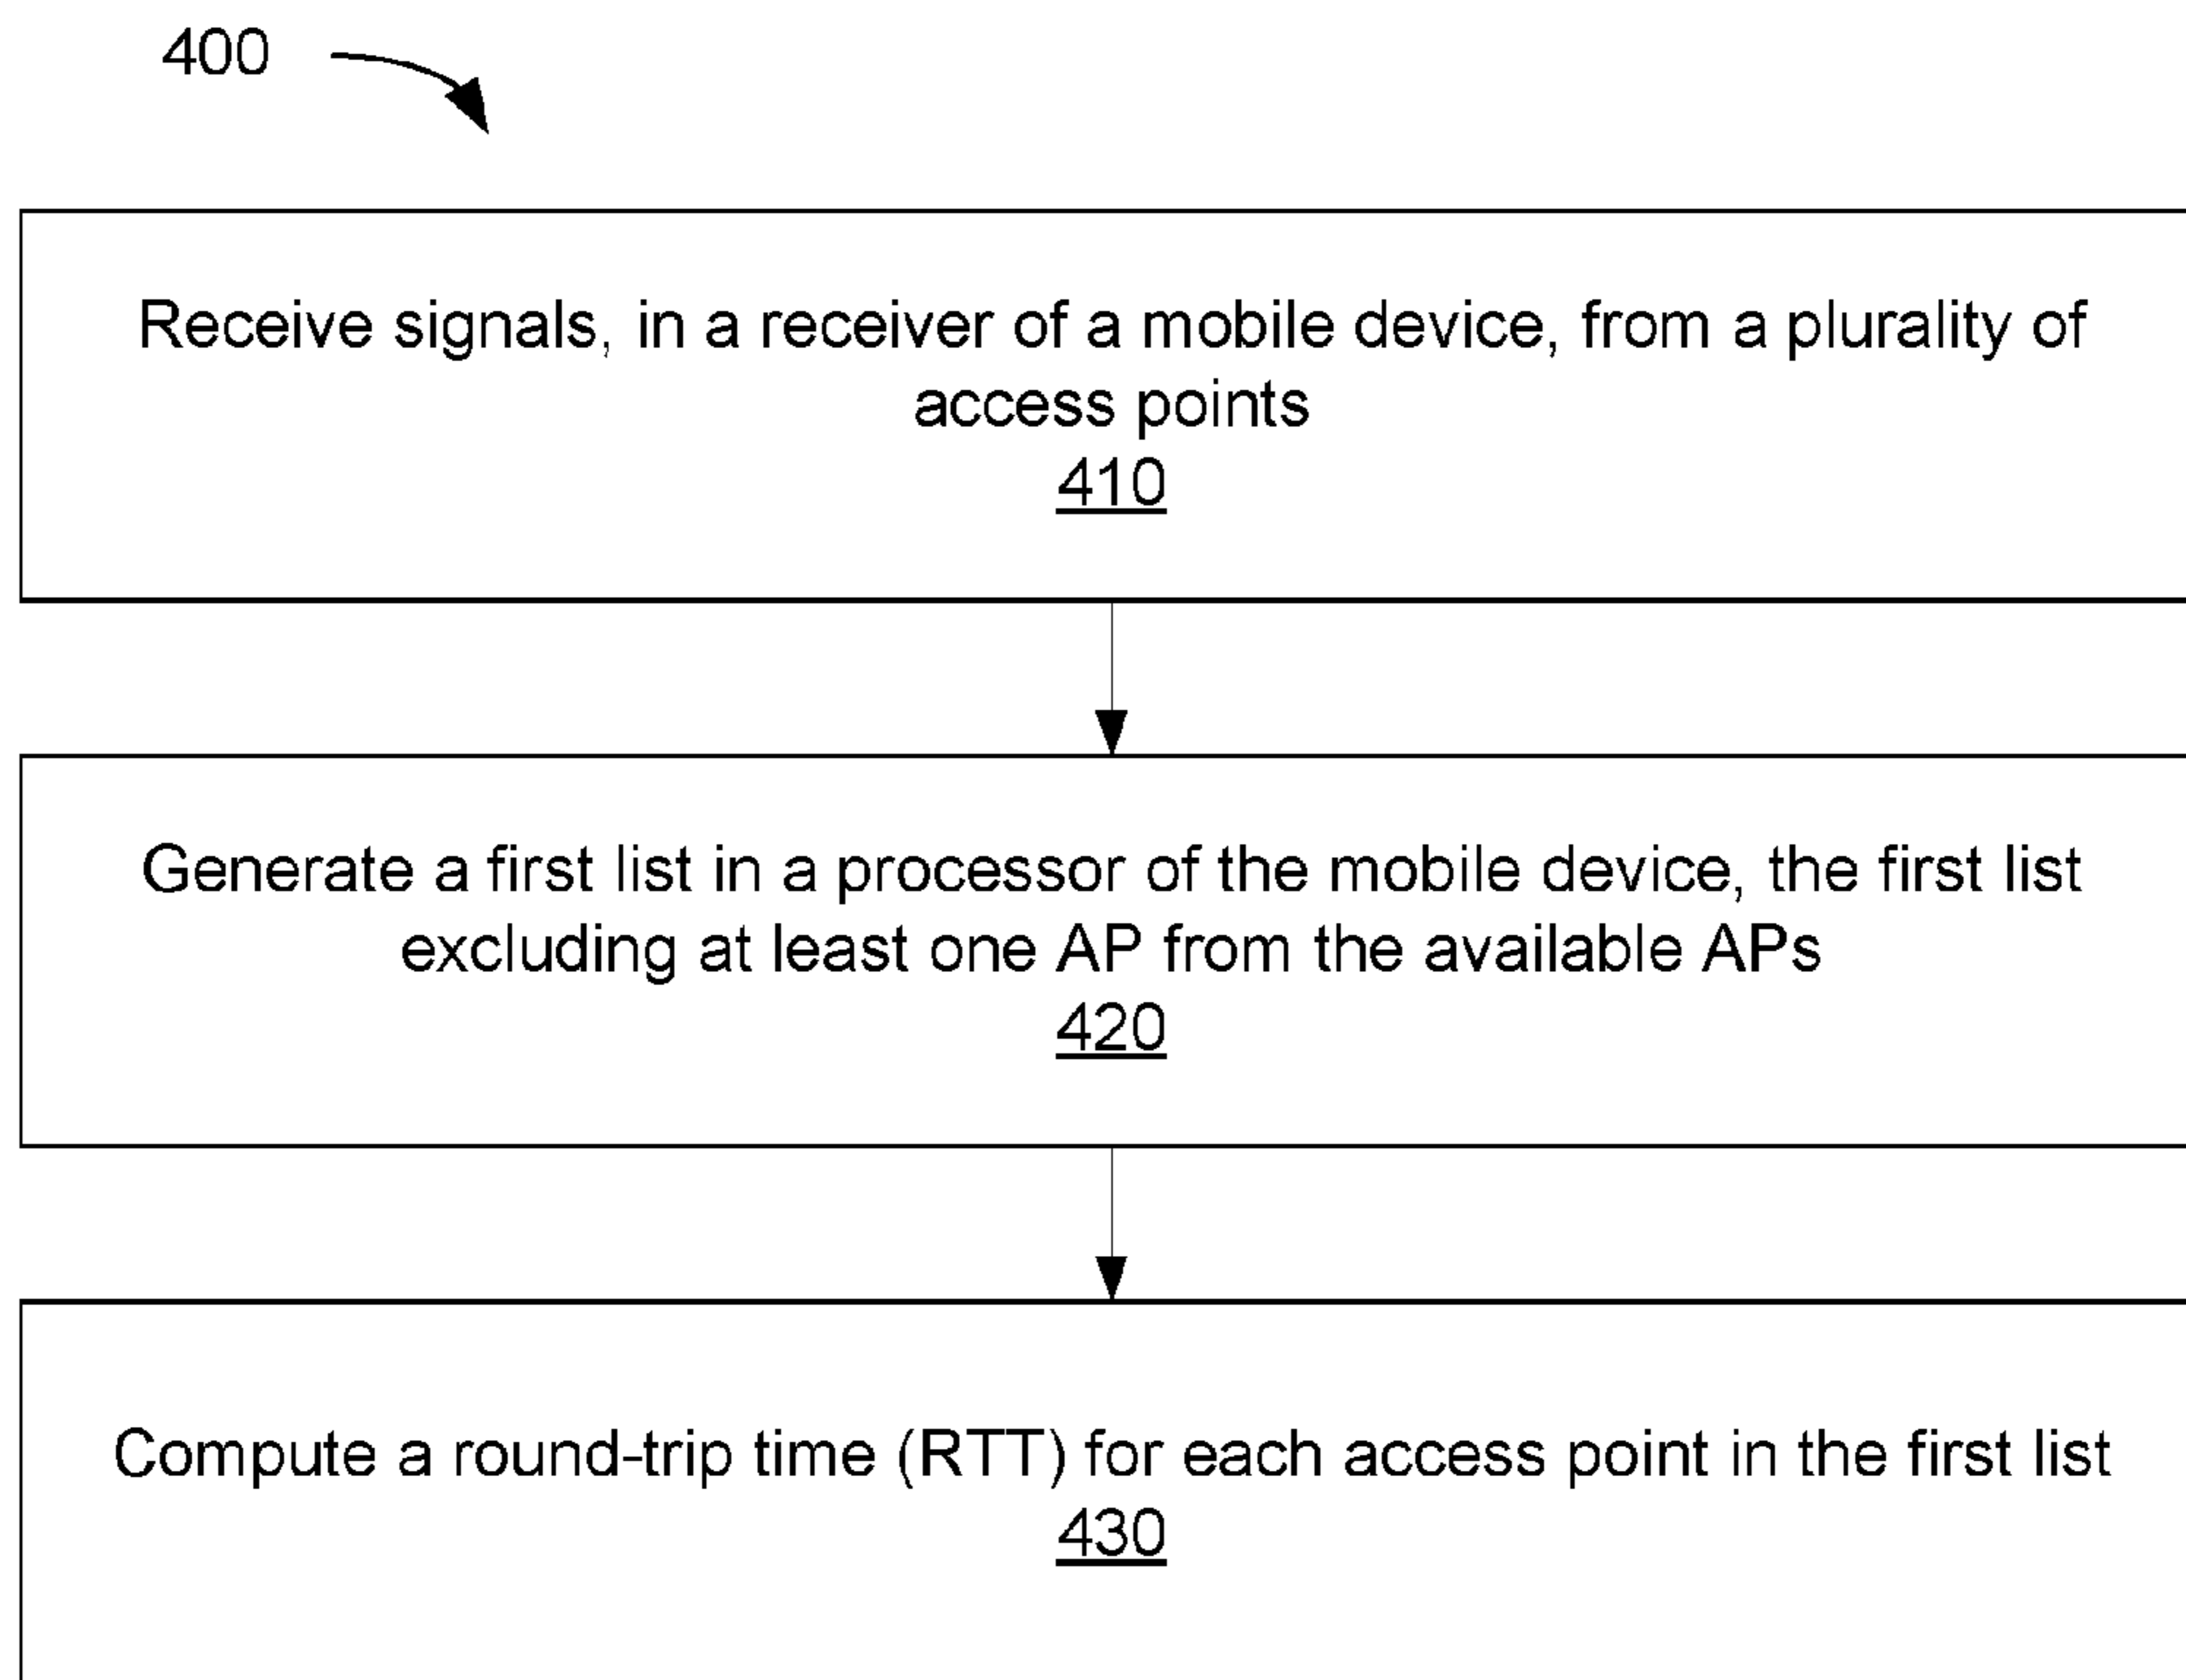 400
Receive signals, in a receiver of a mobile device, from a plurality of
access points
410
Generate a first list in a processor of the mobile device, the first list
excluding at least one AP from the available APs
420
Compute a round-trip time (RTT) for each access point in the first list
430